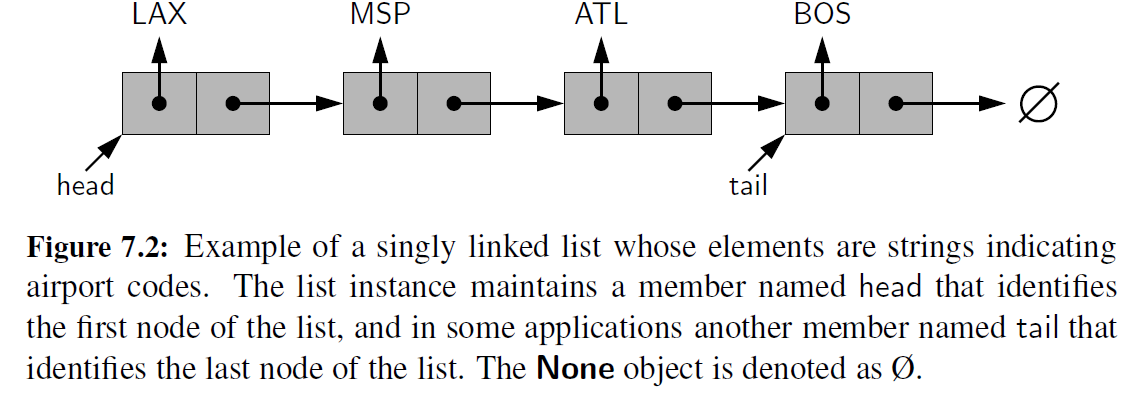 LAX MSP ATL BOS
∅
head tail
Figure 7.2: Example of a singly linked list whose elements are strings indicating
airport codes. The list instance maintains a member named head that identifies
the first node of the list, and in some applications another member named tail that
identifies the last node of the list. The None object is denoted as Ø.